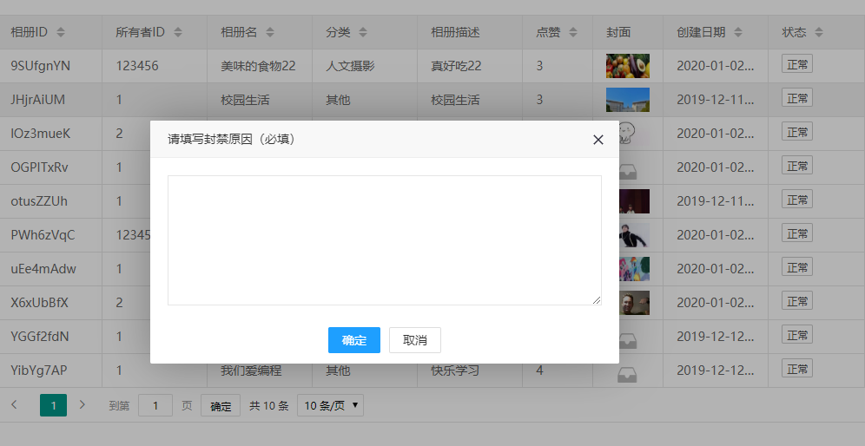 相册ID 所有者ID 相册名 分类 相册描述 点赞 封面 创建日期 状态
9SUfgnYN 123456 美味的食物22 人文摄影 真好吃22 3 2020-01-02... 正常
JHjrAiUM 1 校园生活 其他 校园生活 3 2019-12-11... 正常
请填写封禁原因（必填）
IOz3mueK 2 2020-01-02... 正常
OGPITxRv 1 2020-01-02... 正常
otusZZUh 1 2019-12-11... 正常
PWh6zVqC 12345 2020-01-02... 正常
uEe4mAdw 1 2020-01-02... 正常
X6xUbBfX 2 2020-01-02... 正常
YGGf2fdN 1 2019-12-12... 正常
确定 取消
YibYg7AP 1 我们爱编程 其他 快乐学习 4 2019-12-12... 正常
1 到第 1 页 确定 共 10 条 10 条/页